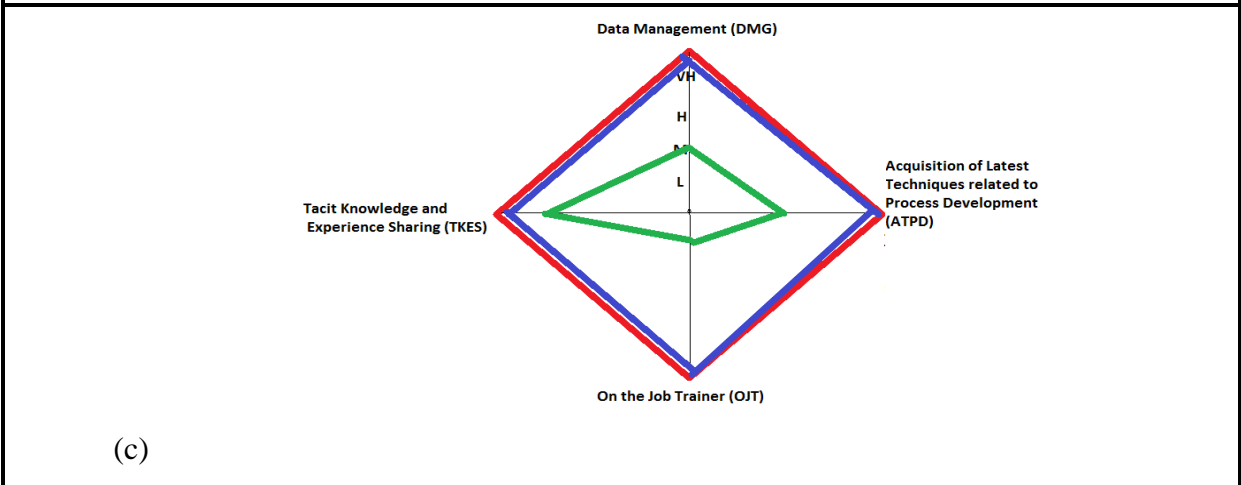 Data Management (DMG)
VH
H
M
L
Acquisition of Latest
Techniques related to
Process Development
(ATPD)
Tacit Knowledge and
Experience Sharing (TKES)
On the Job Trainer (OJT)
(c)